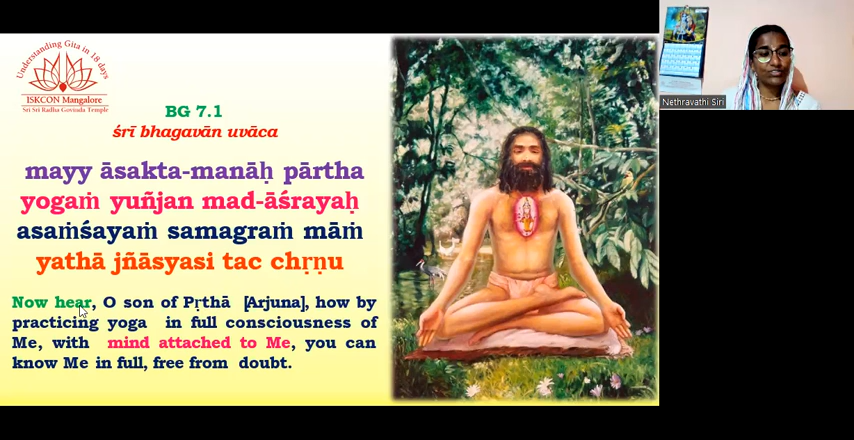 Understanding Gita in 18 days
ISKCON Mangalore
Sri Sri Radha Govinda Temple
BG 7.1
śrī bhagavān uvāca
mayy āsakta-manāḥ pārtha
yogaṁ yuñjan mad-āśrayaḥ
asaṁśayaṁ samagraṁ māṁ
yathā jñāsyasi tac chṛṇu
Now hear, O son of Pṛthā [Arjuna], how by
practicing yoga in full consciousness of
Me, with mind attached to Me, you can
know Me in full, free from doubt.
Nethravathi Siri